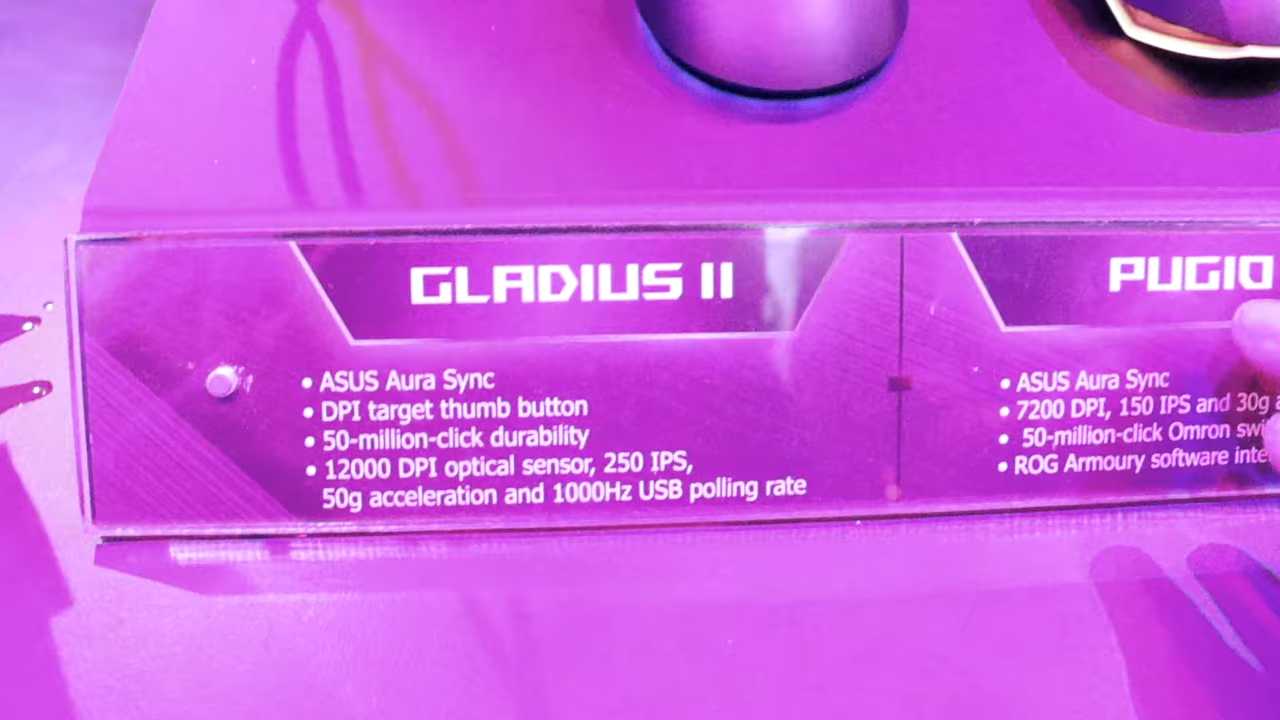 GLADIUS II
• ASUS Aura Sync
• DPI target thumb button
• 50-million-click durability
• 12000 DPI optical sensor, 250 IPS,
50g acceleration and 1000Hz USB polling rate
PUGIO
• ASUS Aura Sync
• 7200 DPI, 150 IPS and 30g
• 50-million-click Omron
• ROG Armoury software